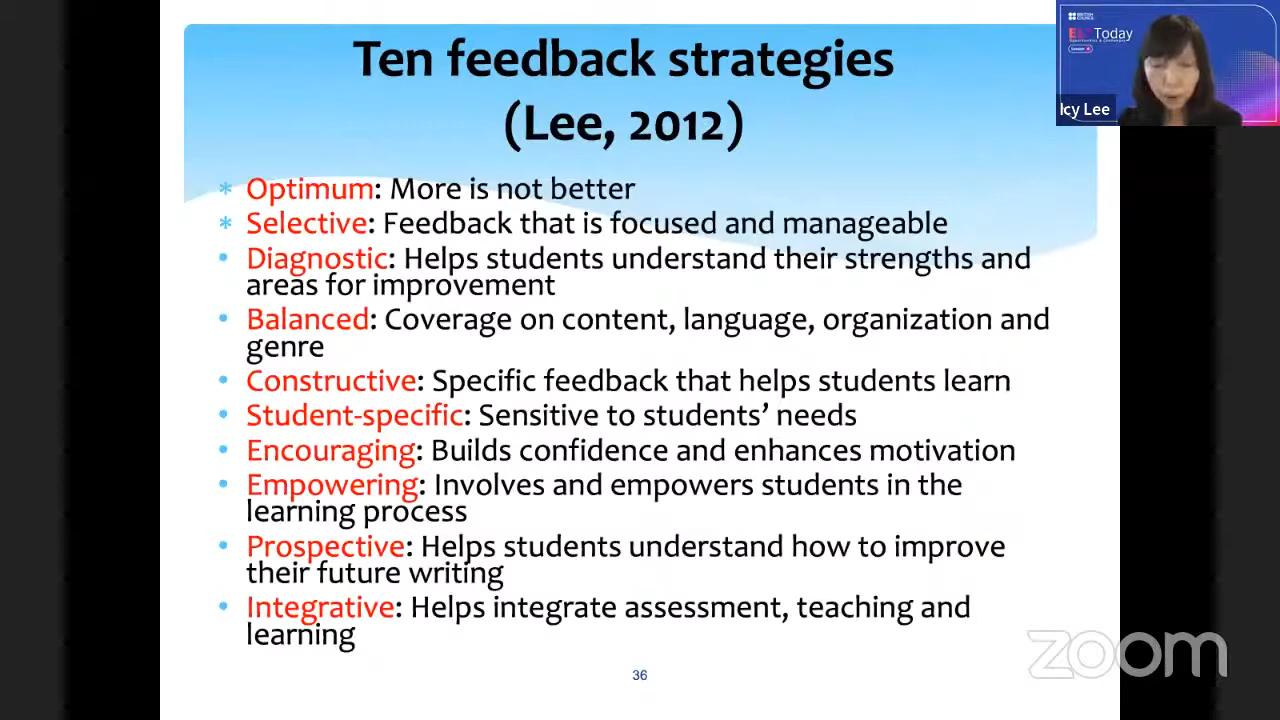 Ten feedback strategies
(Lee, 2012)
* Optimum: More is not better
* Selective: Feedback that is focused and manageable
• Diagnostic: Helps students understand their strengths and
areas for improvement
• Balanced: Coverage on content, language, organization and
genre
• Constructive: Specific feedback that helps students learn
• Student-specific: Sensitive to students’ needs
• Encouraging: Builds confidence and enhances motivation
• Empowering: Involves and empowers students in the
learning process
• Prospective: Helps students understand how to improve
their future writing
• Integrative: Helps integrate assessment, teaching and
learning
36
BRITISH
COUNCIL
Today
Icy Lee
zoom